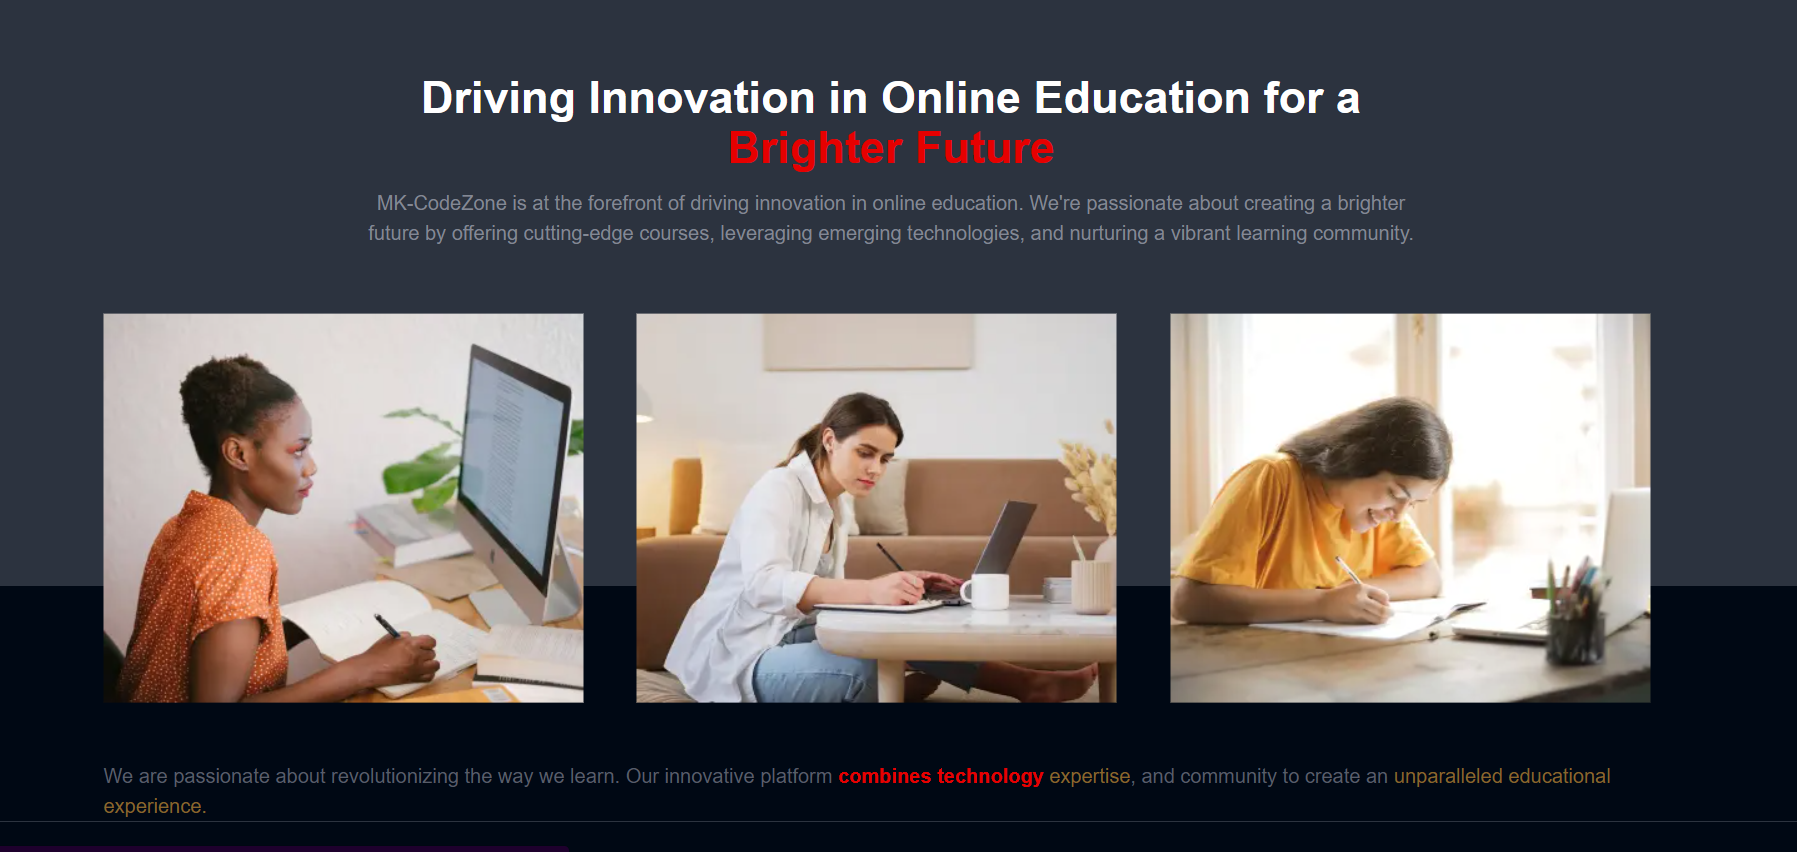 Driving Innovation in Online Education for a
Brighter Future
MK-CodeZone is at the forefront of driving innovation in online education. We're passionate about creating a brighter
future by offering cutting-edge courses, leveraging emerging technologies, and nurturing a vibrant learning community.
We are passionate about revolutionizing the way we learn. Our innovative platform combines technology expertise, and community to create an unparalleled educational
experience.